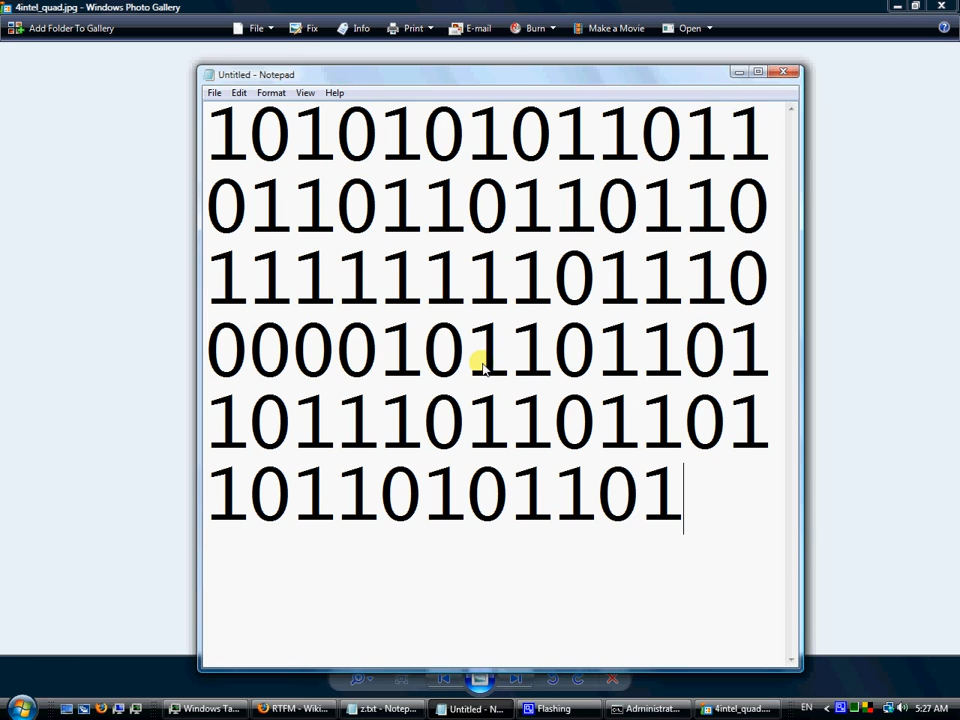 4intel_quad.jpg - Windows Photo Gallery
Add Folder To Gallery File Fix Info Print E-mail Burn Make a Movie Open
Untitled - Notepad
File Edit Format View Help
1010101011011
0110110110110
1111111101110
0000101101101
1011101101101
10110101101
Windows Ta... RTFM - Wiki... z.txt - Notep... Untitled - N... Flashing Administrat... 4intel_quad.... EN 5:27 AM